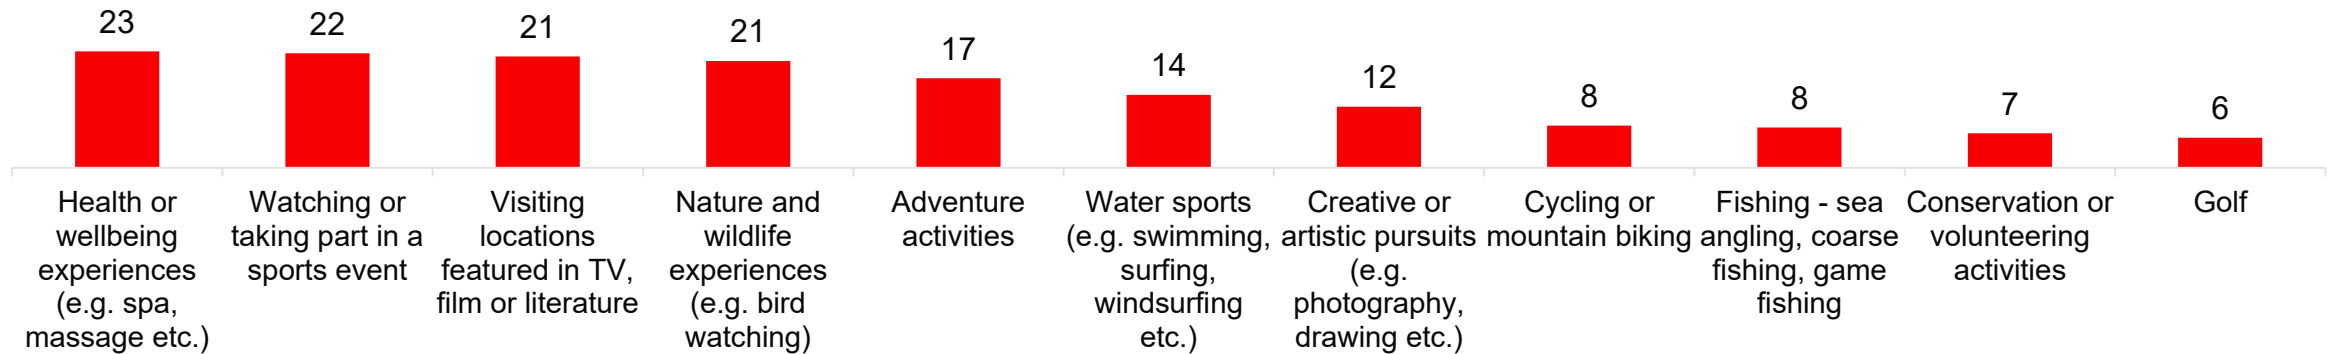 23
22
21
21
17
14
12
8
8
7
6
Health or
wellbeing
experiences
(e.g. spa,
massage etc.)
Watching or
taking part in a
sports event
Visiting
locations
featured in TV,
film or literature
Nature and
wildlife
experiences
(e.g. bird
watching)
Adventure
activities
Water sports
(e.g. swimming,
surfing,
windsurfing
etc.)
Creative or
artistic pursuits
(e.g.
photography,
drawing etc.)
Cycling or
mountain biking
Fishing - sea
angling, coarse
fishing, game
fishing
Conservation or
volunteering
activities
Golf